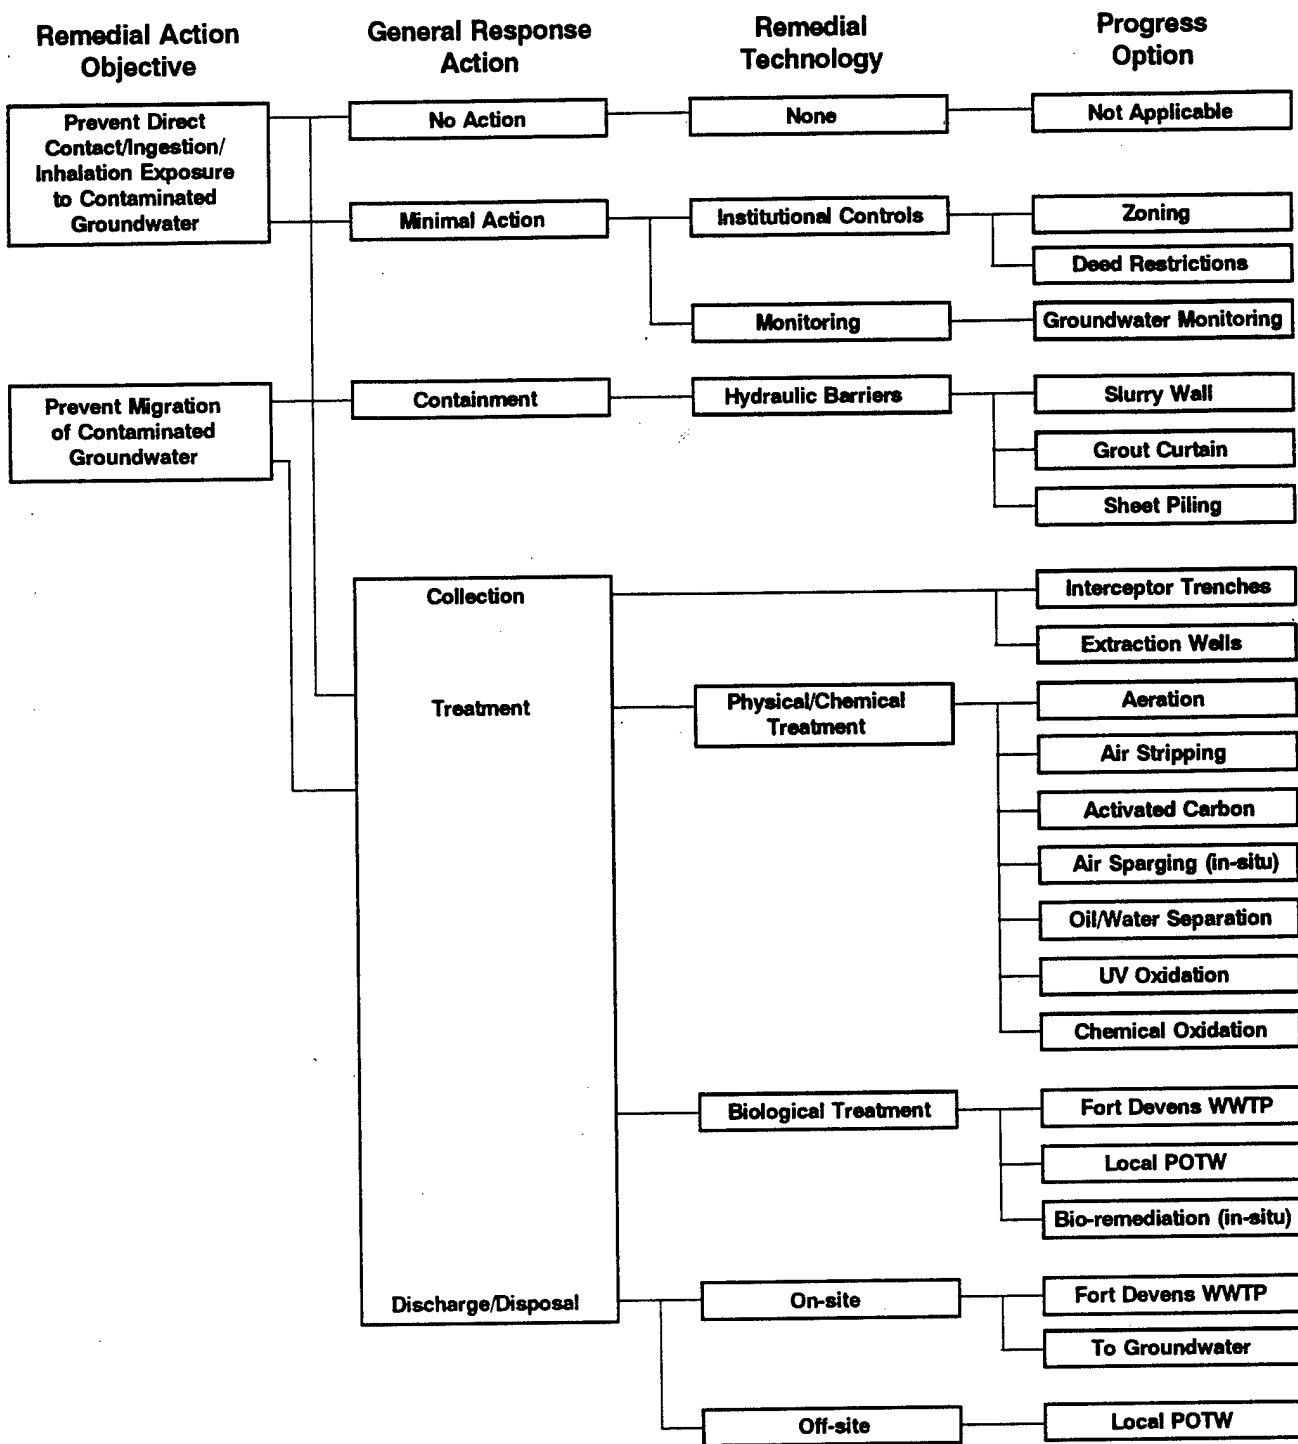 Remedial Action
Objective
General Response
Action
Remedial
Technology
Progress
Option
Prevent Direct
Contact/Ingestion/
Inhalation Exposure
to Contaminated
Groundwater
No Action
None
Not Applicable
Minimal Action
Institutional Controls
Zoning
Deed Restrictions
Monitoring
Groundwater Monitoring
Prevent Migration
of Contaminated
Groundwater
Containment
Hydraulic Barriers
Slurry Wall
Grout Curtain
Sheet Piling
Collection
Interceptor Trenches
Extraction Wells
Treatment
Physical/Chemical
Treatment
Aeration
Air Stripping
Activated Carbon
Air Sparging (in-situ)
Oil/Water Separation
UV Oxidation
Chemical Oxidation
Biological Treatment
Fort Devens WWTP
Local POTW
Bio-remediation (in-situ)
Discharge/Disposal
On-site
Fort Devens WWTP
To Groundwater
Off-site
Local POTW